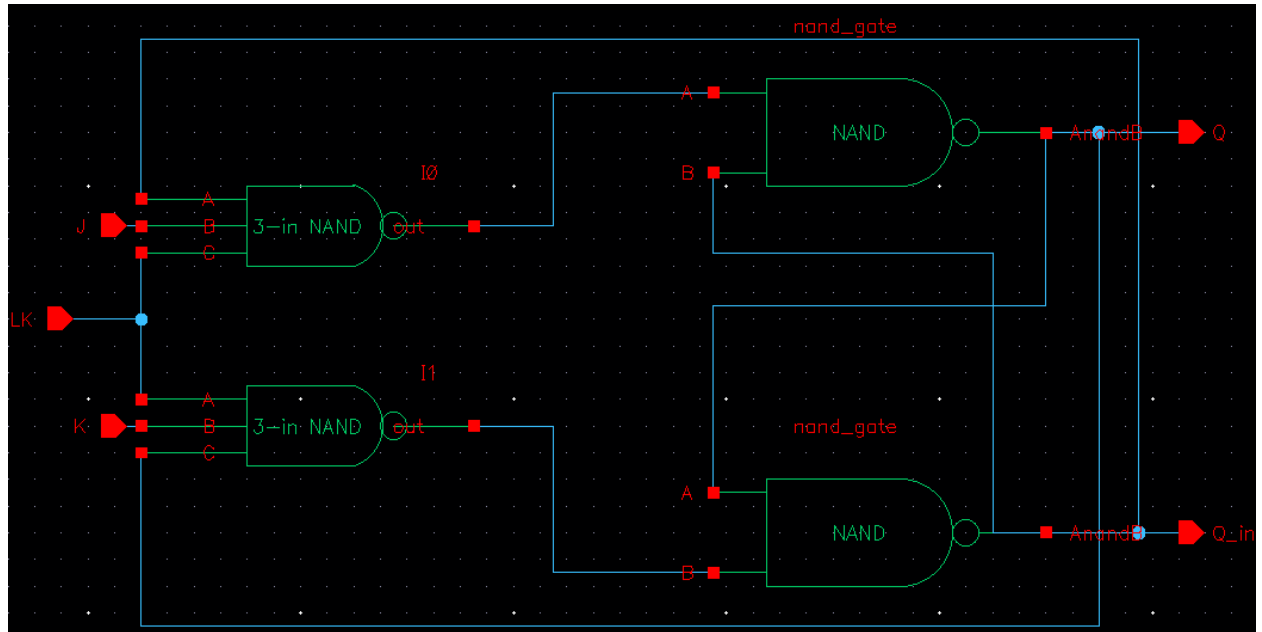 nand_gate
A
NAND
AnandB
Q
B
I0
A
J
B
3-in NAND
out
C
LK
I1
A
K
B
3-in NAND
out
C
nand_gate
A
NAND
AnandB
Q_in
B